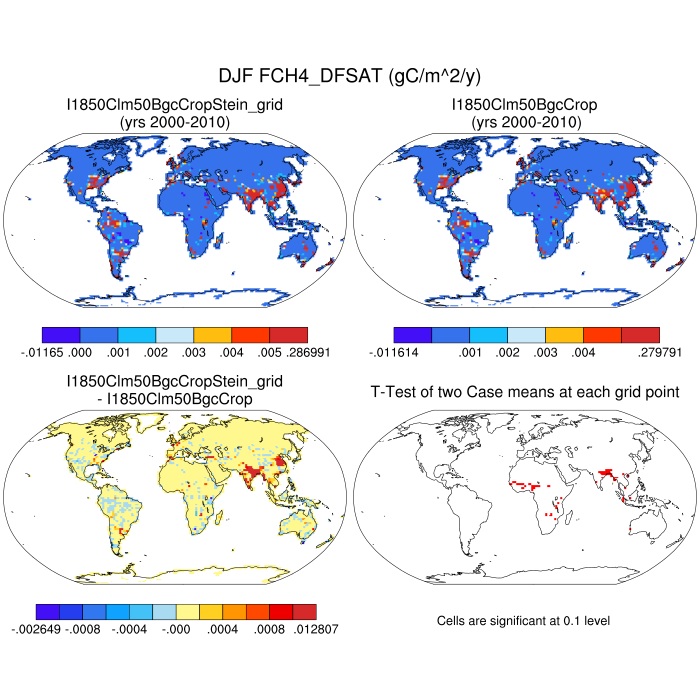 DJF FCH4_DFSAT (gC/m^2/y)
I1850Clm50BgcCropStein_grid
(yrs 2000-2010)
I1850Clm50BgcCrop
(yrs 2000-2010)
-.01165 .000 .001 .002 .003 .004 .005 .286991
-.011614 .001 .002 .003 .004 .279791
I1850Clm50BgcCropStein_grid
- I1850Clm50BgcCrop
T-Test of two Case means at each grid point
-.002649 -.0008 -.0004 -.000 .0004 .0008 .012807
Cells are significant at 0.1 level